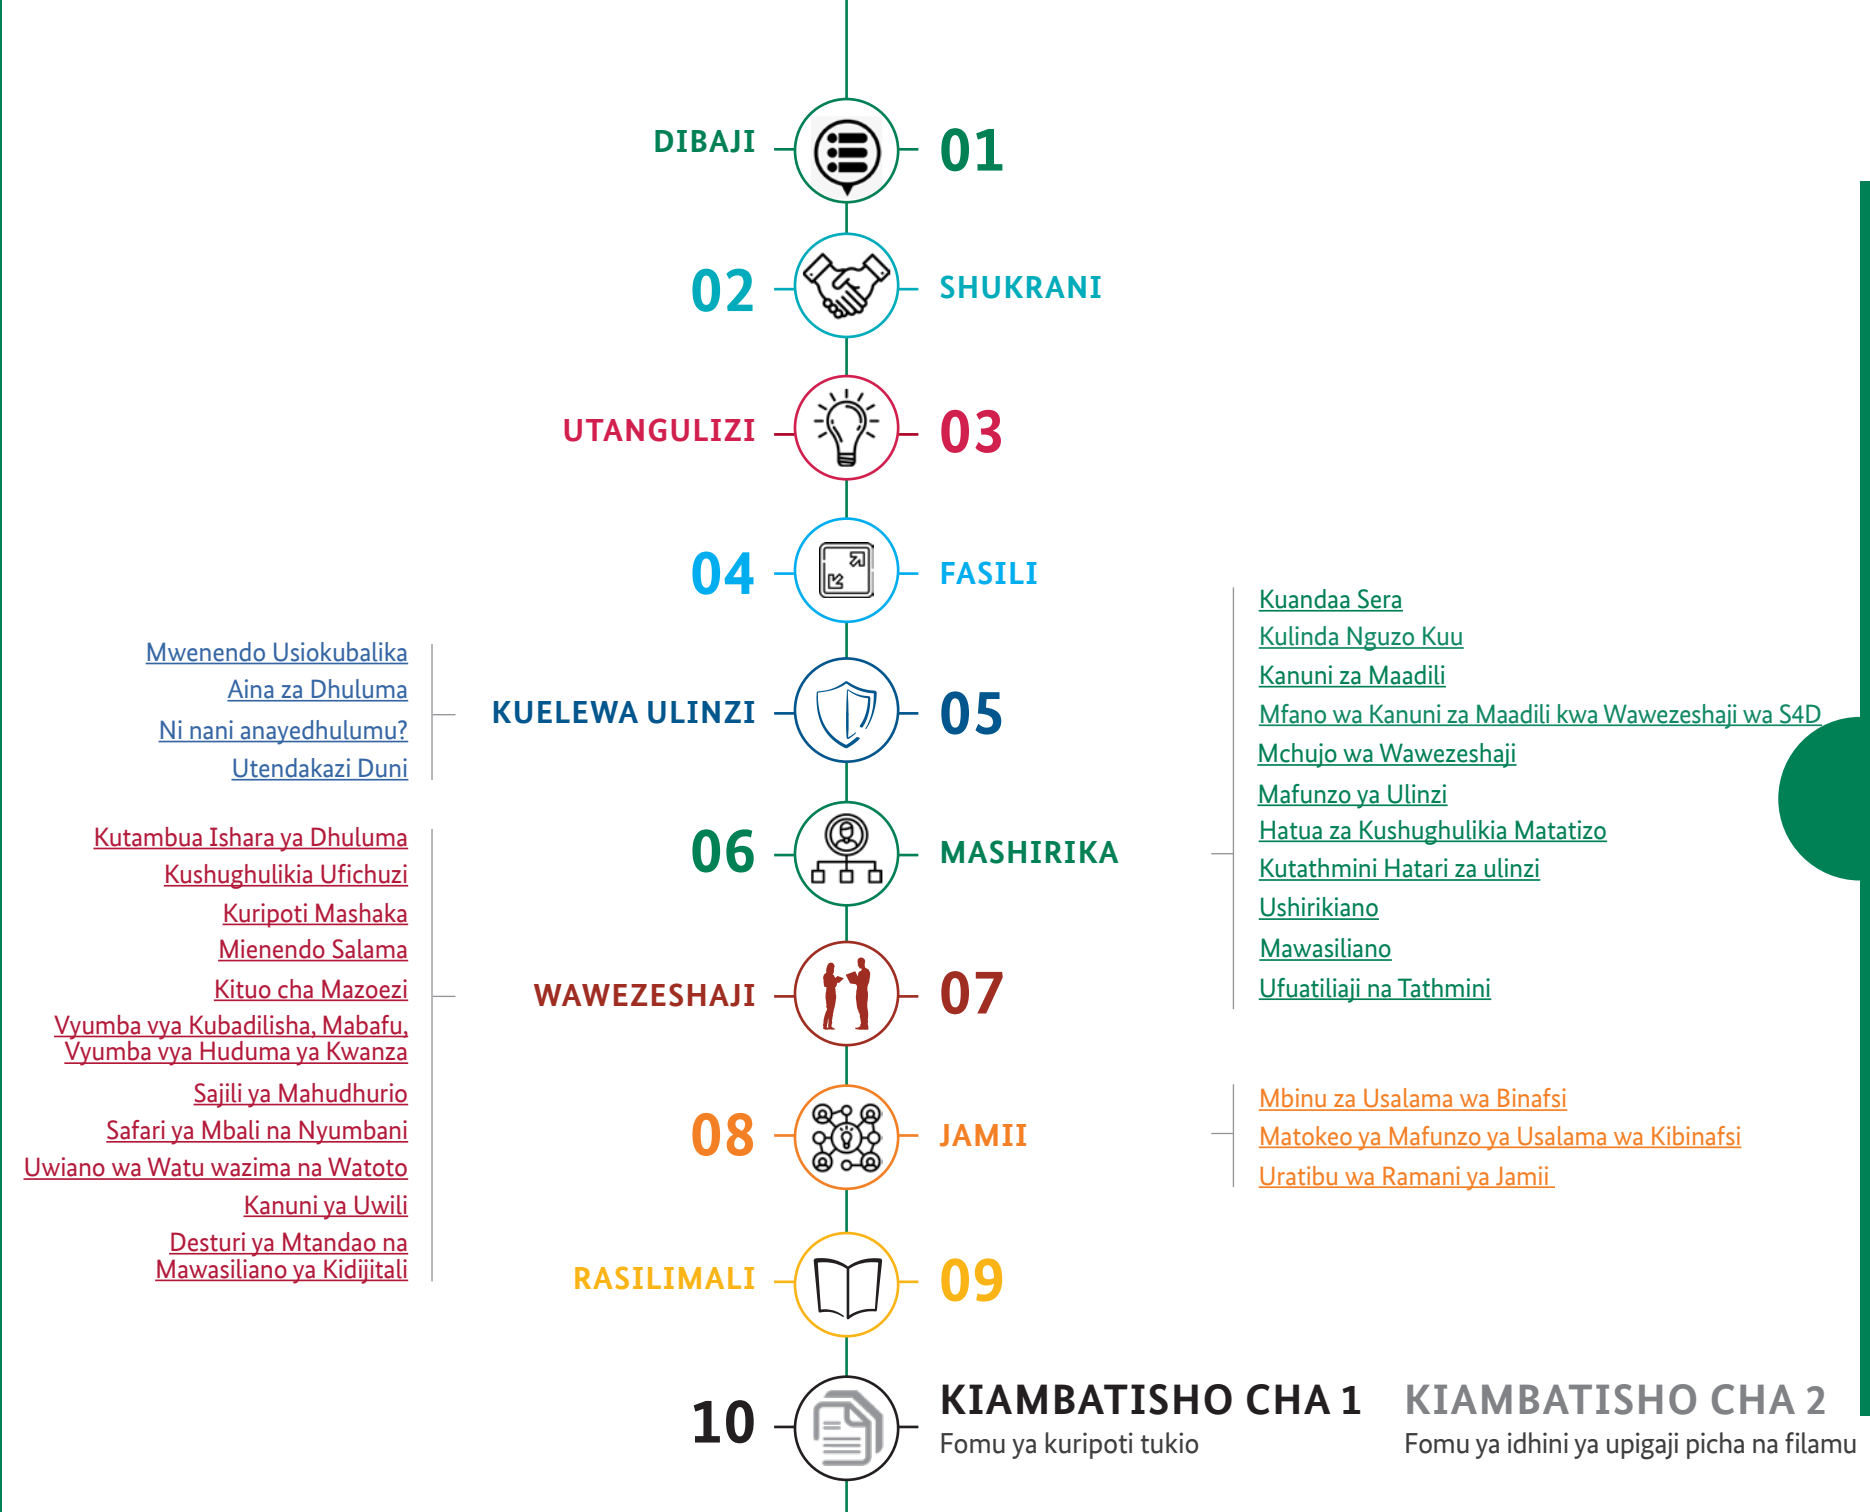 DIBAJI
01
02
SHUKRANI
UTANGULIZI
03
04
FASILI
Mwenendo Usiokubalika
Aina za Dhuluma
Ni nani anayedhulumu?
Utendakazi Duni
KUELEWA ULINZI
05
06
MASHIRIKA
Kuandaa Sera
Kulinda Nguzo Kuu
Kanuni za Maadili
Mfano wa Kanuni za Maadili kwa Wawezeshaji wa S4D
Mchujo wa Wawezeshaji
Mafunzo ya Ulinzi
Hatua za Kushughulikia Matatizo
Kutathmini Hatari za ulinzi
Ushirikiano
Mawasiliano
Ufuatiliaji na Tathmini
Kutambua Ishara ya Dhuluma
Kushughulikia Ufichuzi
Kuripoti Mashaka
Mienendo Salama
Kituo cha Mazoezi
Vyumba vya Kubadilisha, Mabafu,
Vyumba vya Huduma ya Kwanza
Sajili ya Mahudhurio
Safari ya Mbali na Nyumbani
Uwiano wa Watu wazima na Watoto
Kanuni ya Uwili
Desturi ya Mtandao na
Mawasiliano ya Kidijitali
WAWEZESHAJI
07
08
JAMII
Mbinu za Usalama wa Binafsi
Matokeo ya Mafunzo ya Usalama wa Kibinafsi
Uratibu wa Ramani ya Jamii
RASILIMALI
09
10
KIAMBATISHO CHA 1
Fomu ya kuripoti tukio
KIAMBATISHO CHA 2
Fomu ya idhini ya upigaji picha na filamu